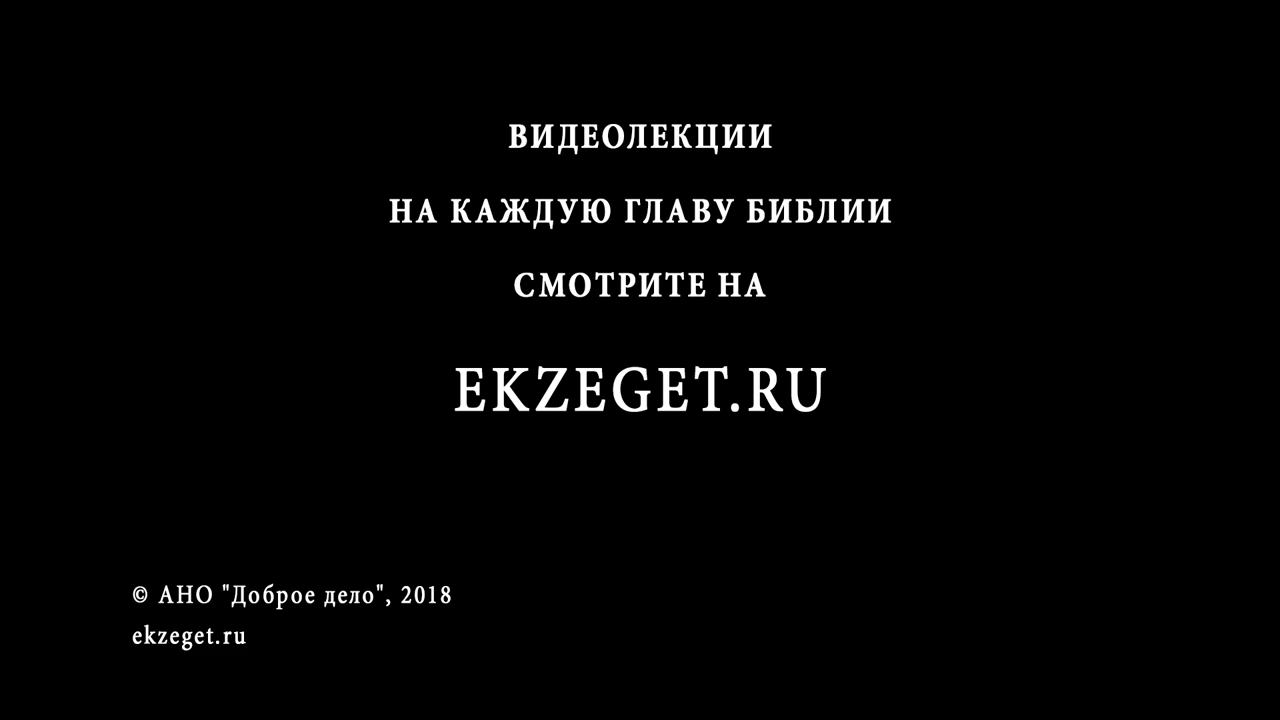 ВИДЕОЛЕКЦИИ
НА КАЖДУЮ ГЛАВУ БИБЛИИ
СМОТРИТЕ НА
EKZEGET.RU
© АНО "Доброе дело", 2018
ekzeget.ru